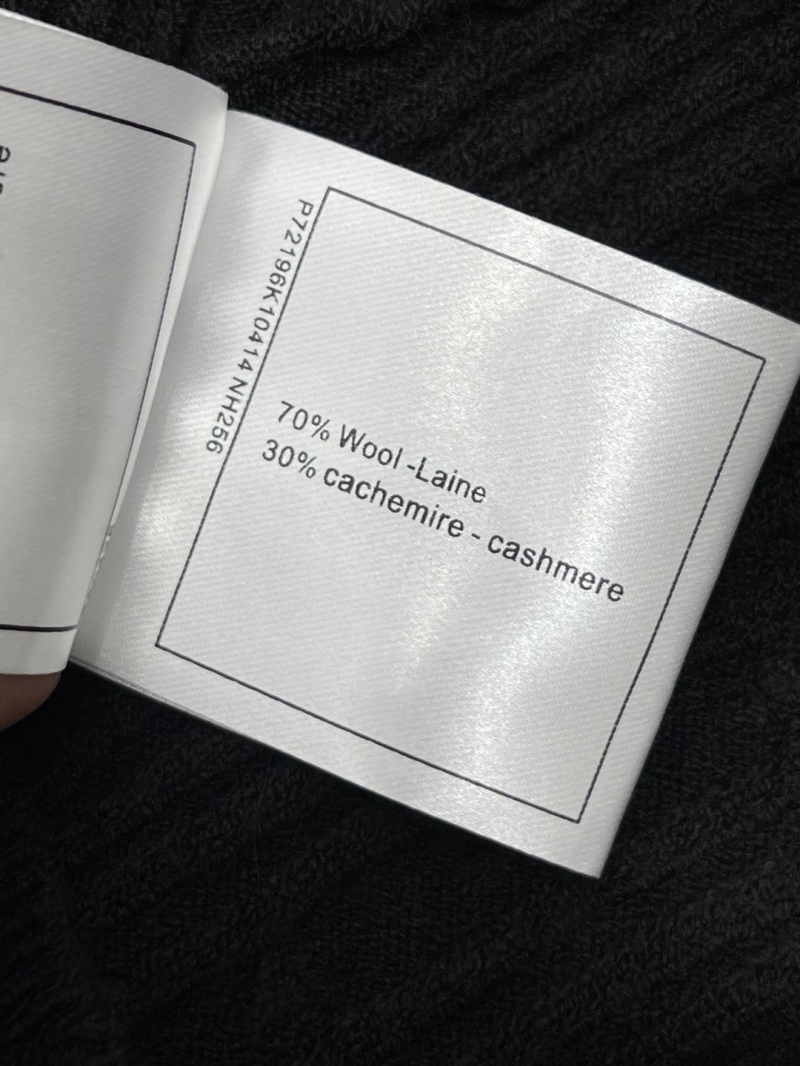 P72196K10414 NH256
70% Wool -Laine
30% cachemire - cashmere